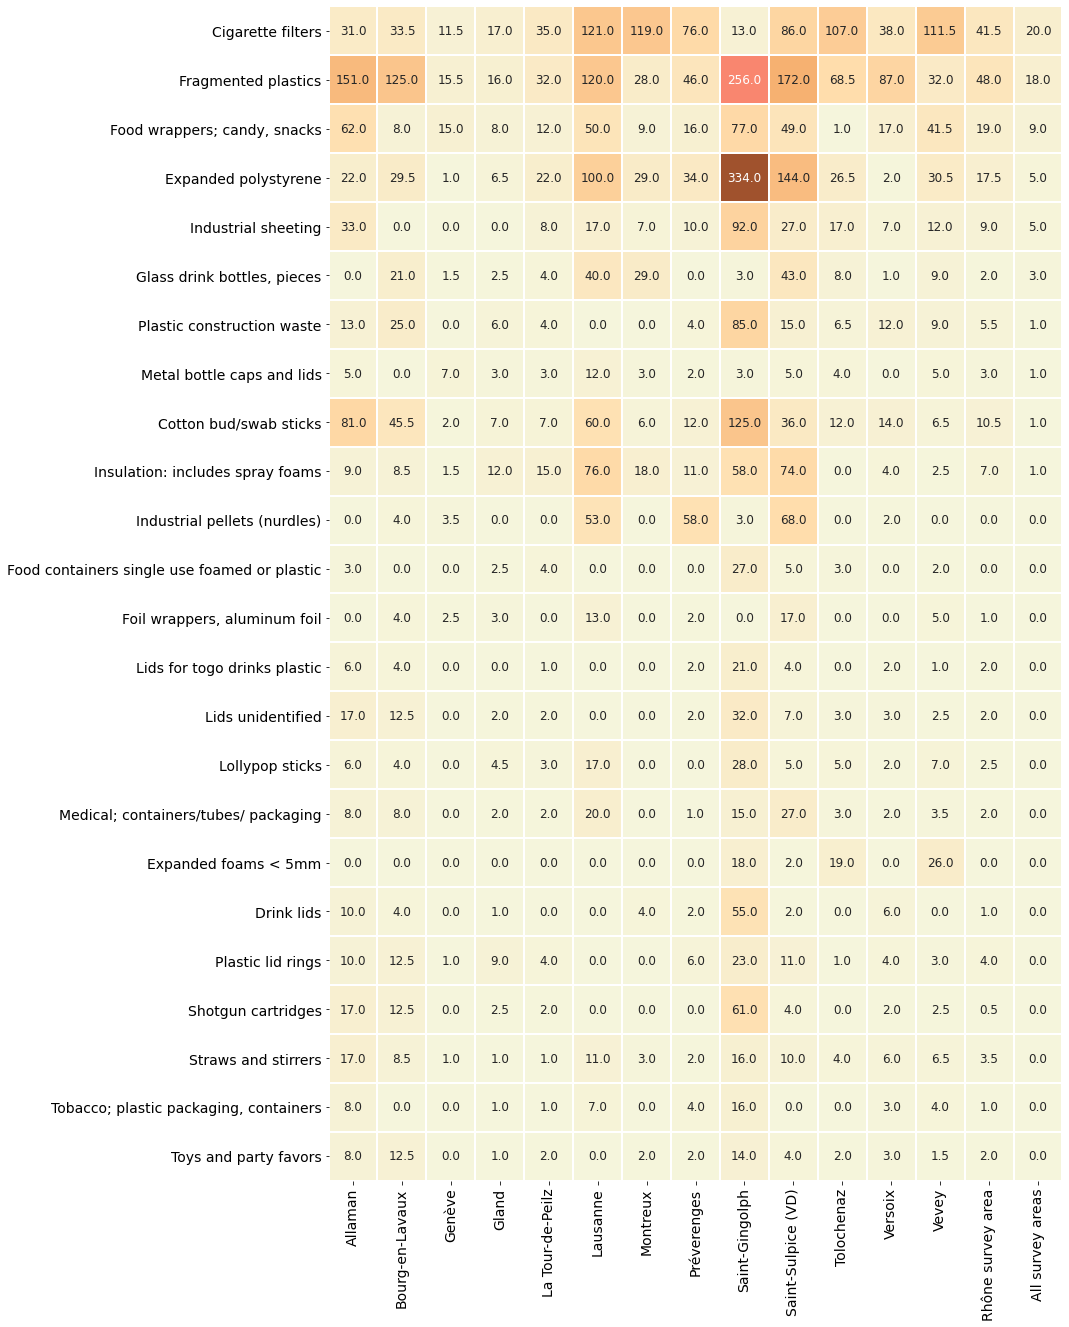 Cigarette filters 31.0 33.5 11.5 17.0 35.0 121.0 119.0 76.0 13.0 86.0 107.0 38.0 111.5 41.5 20.0
Fragmented plastics 151.0 125.0 15.5 16.0 32.0 120.0 28.0 46.0 256.0 172.0 68.5 87.0 32.0 48.0 18.0
Food wrappers; candy, snacks 62.0 8.0 15.0 8.0 12.0 50.0 9.0 16.0 77.0 49.0 1.0 17.0 41.5 19.0 9.0
Expanded polystyrene 22.0 29.5 1.0 6.5 22.0 100.0 29.0 34.0 334.0 144.0 26.5 2.0 30.5 17.5 5.0
Industrial sheeting 33.0 0.0 0.0 0.0 8.0 17.0 7.0 10.0 92.0 27.0 17.0 7.0 12.0 9.0 5.0
Glass drink bottles, pieces 0.0 21.0 1.5 2.5 4.0 40.0 29.0 0.0 3.0 43.0 8.0 1.0 9.0 2.0 3.0
Plastic construction waste 13.0 25.0 0.0 6.0 4.0 0.0 0.0 4.0 85.0 15.0 6.5 12.0 9.0 5.5 1.0
Metal bottle caps and lids 5.0 0.0 7.0 3.0 3.0 12.0 3.0 2.0 3.0 5.0 4.0 0.0 5.0 3.0 1.0
Cotton bud/swab sticks 81.0 45.5 2.0 7.0 7.0 60.0 6.0 12.0 125.0 36.0 12.0 14.0 6.5 10.5 1.0
Insulation: includes spray foams 9.0 8.5 1.5 12.0 15.0 76.0 18.0 11.0 58.0 74.0 0.0 4.0 2.5 7.0 1.0
Industrial pellets (nurdles) 0.0 4.0 3.5 0.0 0.0 53.0 0.0 58.0 3.0 68.0 0.0 2.0 0.0 0.0 0.0
Food containers single use foamed or plastic 3.0 0.0 0.0 2.5 4.0 0.0 0.0 0.0 27.0 5.0 3.0 0.0 2.0 0.0 0.0
Foil wrappers, aluminum foil 0.0 4.0 2.5 3.0 0.0 13.0 0.0 2.0 0.0 17.0 0.0 0.0 5.0 1.0 0.0
Lids for togo drinks plastic 6.0 4.0 0.0 0.0 1.0 0.0 0.0 2.0 21.0 4.0 0.0 2.0 1.0 2.0 0.0
Lids unidentified 17.0 12.5 0.0 2.0 2.0 0.0 0.0 2.0 32.0 7.0 3.0 3.0 2.5 2.0 0.0
Lollypop sticks 6.0 4.0 0.0 4.5 3.0 17.0 0.0 0.0 28.0 5.0 5.0 2.0 7.0 2.5 0.0
Medical; containers/tubes/ packaging 8.0 8.0 0.0 2.0 2.0 20.0 0.0 1.0 15.0 27.0 3.0 2.0 3.5 2.0 0.0
Expanded foams < 5mm 0.0 0.0 0.0 0.0 0.0 0.0 0.0 0.0 18.0 2.0 19.0 0.0 26.0 0.0 0.0
Drink lids 10.0 4.0 0.0 1.0 0.0 0.0 4.0 2.0 55.0 2.0 0.0 6.0 0.0 1.0 0.0
Plastic lid rings 10.0 12.5 1.0 9.0 4.0 0.0 0.0 6.0 23.0 11.0 1.0 4.0 3.0 4.0 0.0
Shotgun cartridges 17.0 12.5 0.0 2.5 2.0 0.0 0.0 0.0 61.0 4.0 0.0 2.0 2.5 0.5 0.0
Straws and stirrers 17.0 8.5 1.0 1.0 1.0 11.0 3.0 2.0 16.0 10.0 4.0 6.0 6.5 3.5 0.0
Tobacco; plastic packaging, containers 8.0 0.0 0.0 1.0 1.0 7.0 0.0 4.0 16.0 0.0 0.0 3.0 4.0 1.0 0.0
Toys and party favors 8.0 12.5 0.0 1.0 2.0 0.0 2.0 2.0 14.0 4.0 2.0 3.0 1.5 2.0 0.0
Allaman
Bourg-en-Lavaux
Genève
Gland
La Tour-de-Peilz
Lausanne
Montreux
Préverenges
Saint-Gingolph
Saint-Sulpice (VD)
Tolochenaz
Versoix
Vevey
Rhône survey area
All survey areas